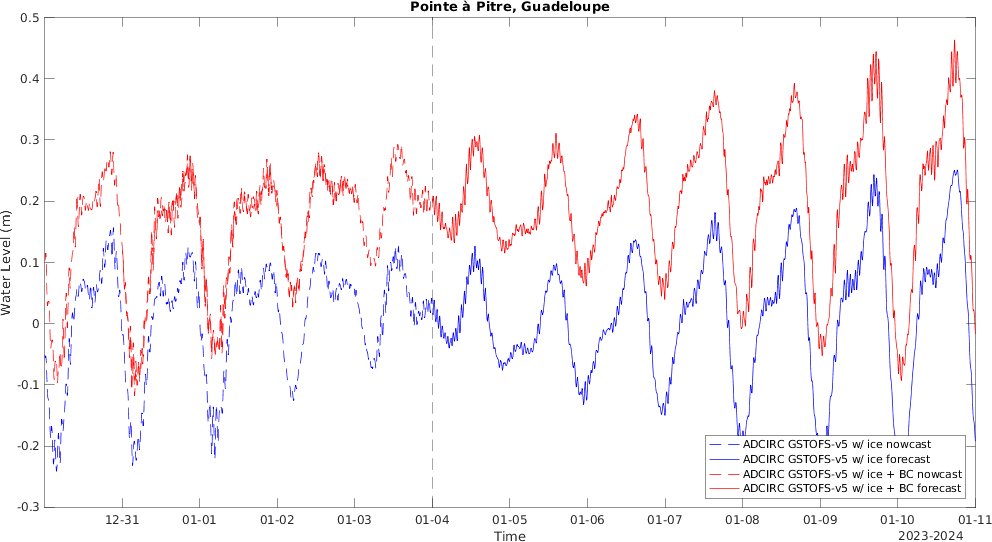 Pointe à Pitre, Guadeloupe
0.5
0.4
0.3
0.2
0.1
0
-0.1
-0.2
-0.3
Water Level (m)
ADCIRC GSTOFS-v5 w/ ice nowcast
ADCIRC GSTOFS-v5 w/ ice forecast
ADCIRC GSTOFS-v5 w/ ice + BC nowcast
ADCIRC GSTOFS-v5 w/ ice + BC forecast
12-31 01-01 01-02 01-03 01-04 01-05 01-06 01-07 01-08 01-09 01-10 01-11
Time
2023-2024